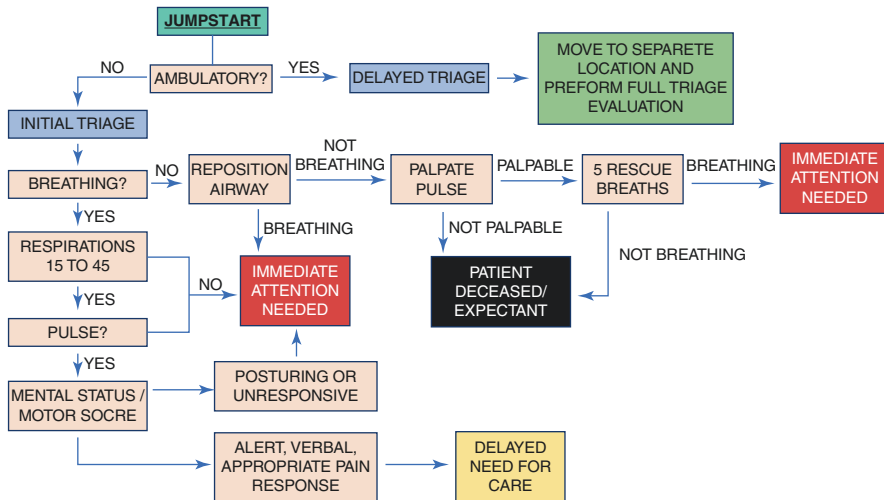 JUMPSTART
NO
AMBULATORY?
YES
DELAYED TRIAGE
MOVE TO SEPARETE
LOCATION AND
PREFORM FULL TRIAGE
EVALUATION
INITIAL TRIAGE
BREATHING?
NO
REPOSITION
AIRWAY
NOT
BREATHING
PALPATE
PULSE
PALPABLE
5 RESCUE
BREATHS
BREATHING
IMMEDIATE
ATTENTION
NEEDED
YES
BREATHING
NOT PALPABLE
NOT BREATHING
RESPIRATIONS
15 TO 45
NO
IMMEDIATE
ATTENTION
NEEDED
PATIENT
DECEASED/
EXPECTANT
YES
PULSE?
YES
MENTAL STATUS /
MOTOR SOCRE
POSTURING OR
UNRESPONSIVE
ALERT, VERBAL,
APPROPRIATE PAIN
RESPONSE
DELAYED
NEED FOR
CARE